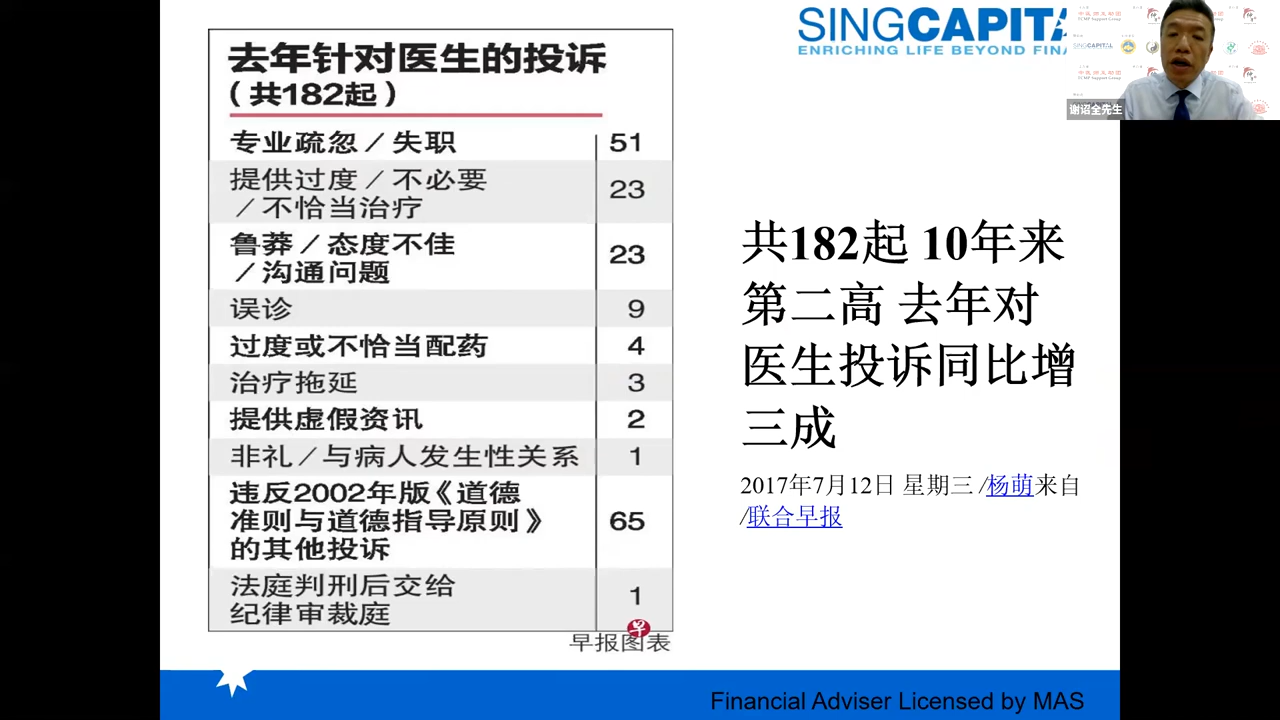 去年针对医生的投诉
（共182起）
专业疏忽／失职 51
提供过度／不必要
／不恰当治疗 23
鲁莽／态度不佳
／沟通问题 23
误诊 9
过度或不恰当配药 4
治疗拖延 3
提供虚假资讯 2
非礼／与病人发生性关系 1
违反2002年版《道德
准则与道德指导原则》
的其他投诉 65
法庭判刑后交给
纪律审裁庭 1
早
早报图表
SINGCAPITA
ENRICHING LIFE BEYOND FIN
共182起 10年来
第二高 去年对
医生投诉同比增
三成
2017年7月12日 星期三 /杨萌来自
/联合早报
谢诏全先生
SINGCAPITAL
Financial Adviser Licensed by MAS